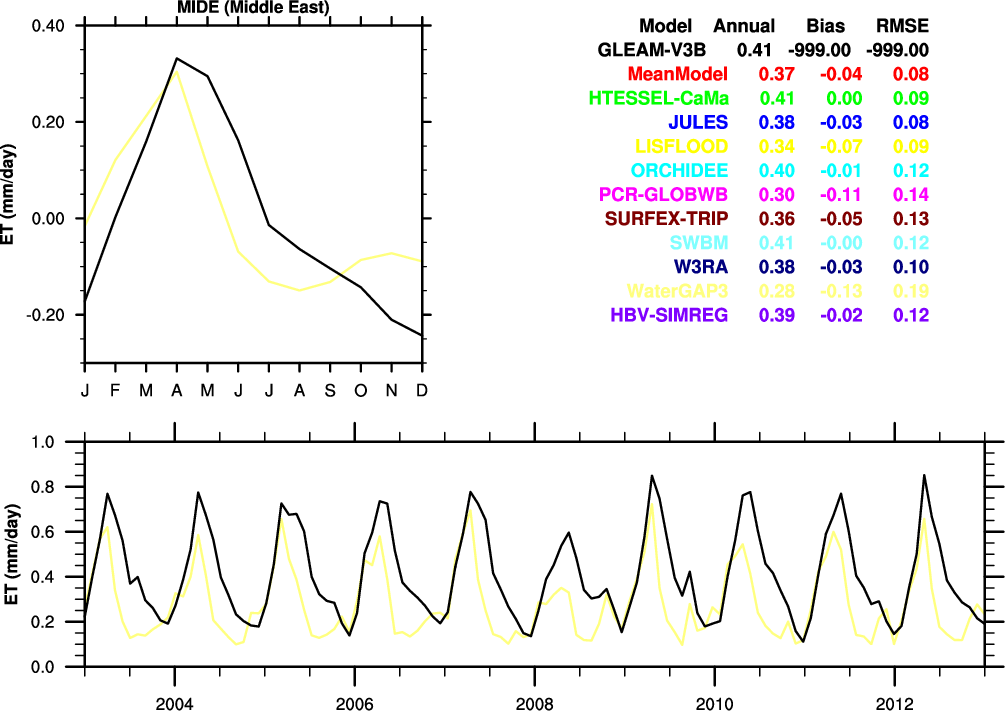 MIDE (Middle East)
0.40
0.20
0.00
-0.20
ET (mm/day)
J F M A M J J A S O N D
Model Annual Bias RMSE
GLEAM-V3B 0.41 -999.00 -999.00
MeanModel 0.37 -0.04 0.08
HTESSEL-CaMa 0.41 0.00 0.09
JULES 0.38 -0.03 0.08
LISFLOOD 0.34 -0.07 0.09
ORCHIDEE 0.40 -0.01 0.12
PCR-GLOBWB 0.30 -0.11 0.14
SURFEX-TRIP 0.36 -0.05 0.13
SWBM 0.41 -0.00 0.12
W3RA 0.38 -0.03 0.10
WaterGAP3 0.28 -0.13 0.19
HBV-SIMREG 0.39 -0.02 0.12
1.0
0.8
0.6
0.4
0.2
0.0
ET (mm/day)
2004 2006 2008 2010 2012